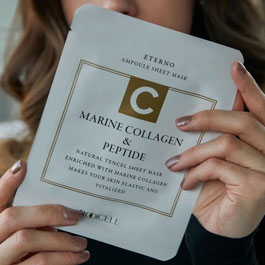 ETERNO
AMPOULE SHEET MASK
C
MARINE COLLAGEN
&
PEPTIDE
NATURAL TENCEL SHEET MASK
ENRICHED WITH MARINE COLLAGEN
MAKES YOUR SKIN ELASTIC AND
VITALIZED